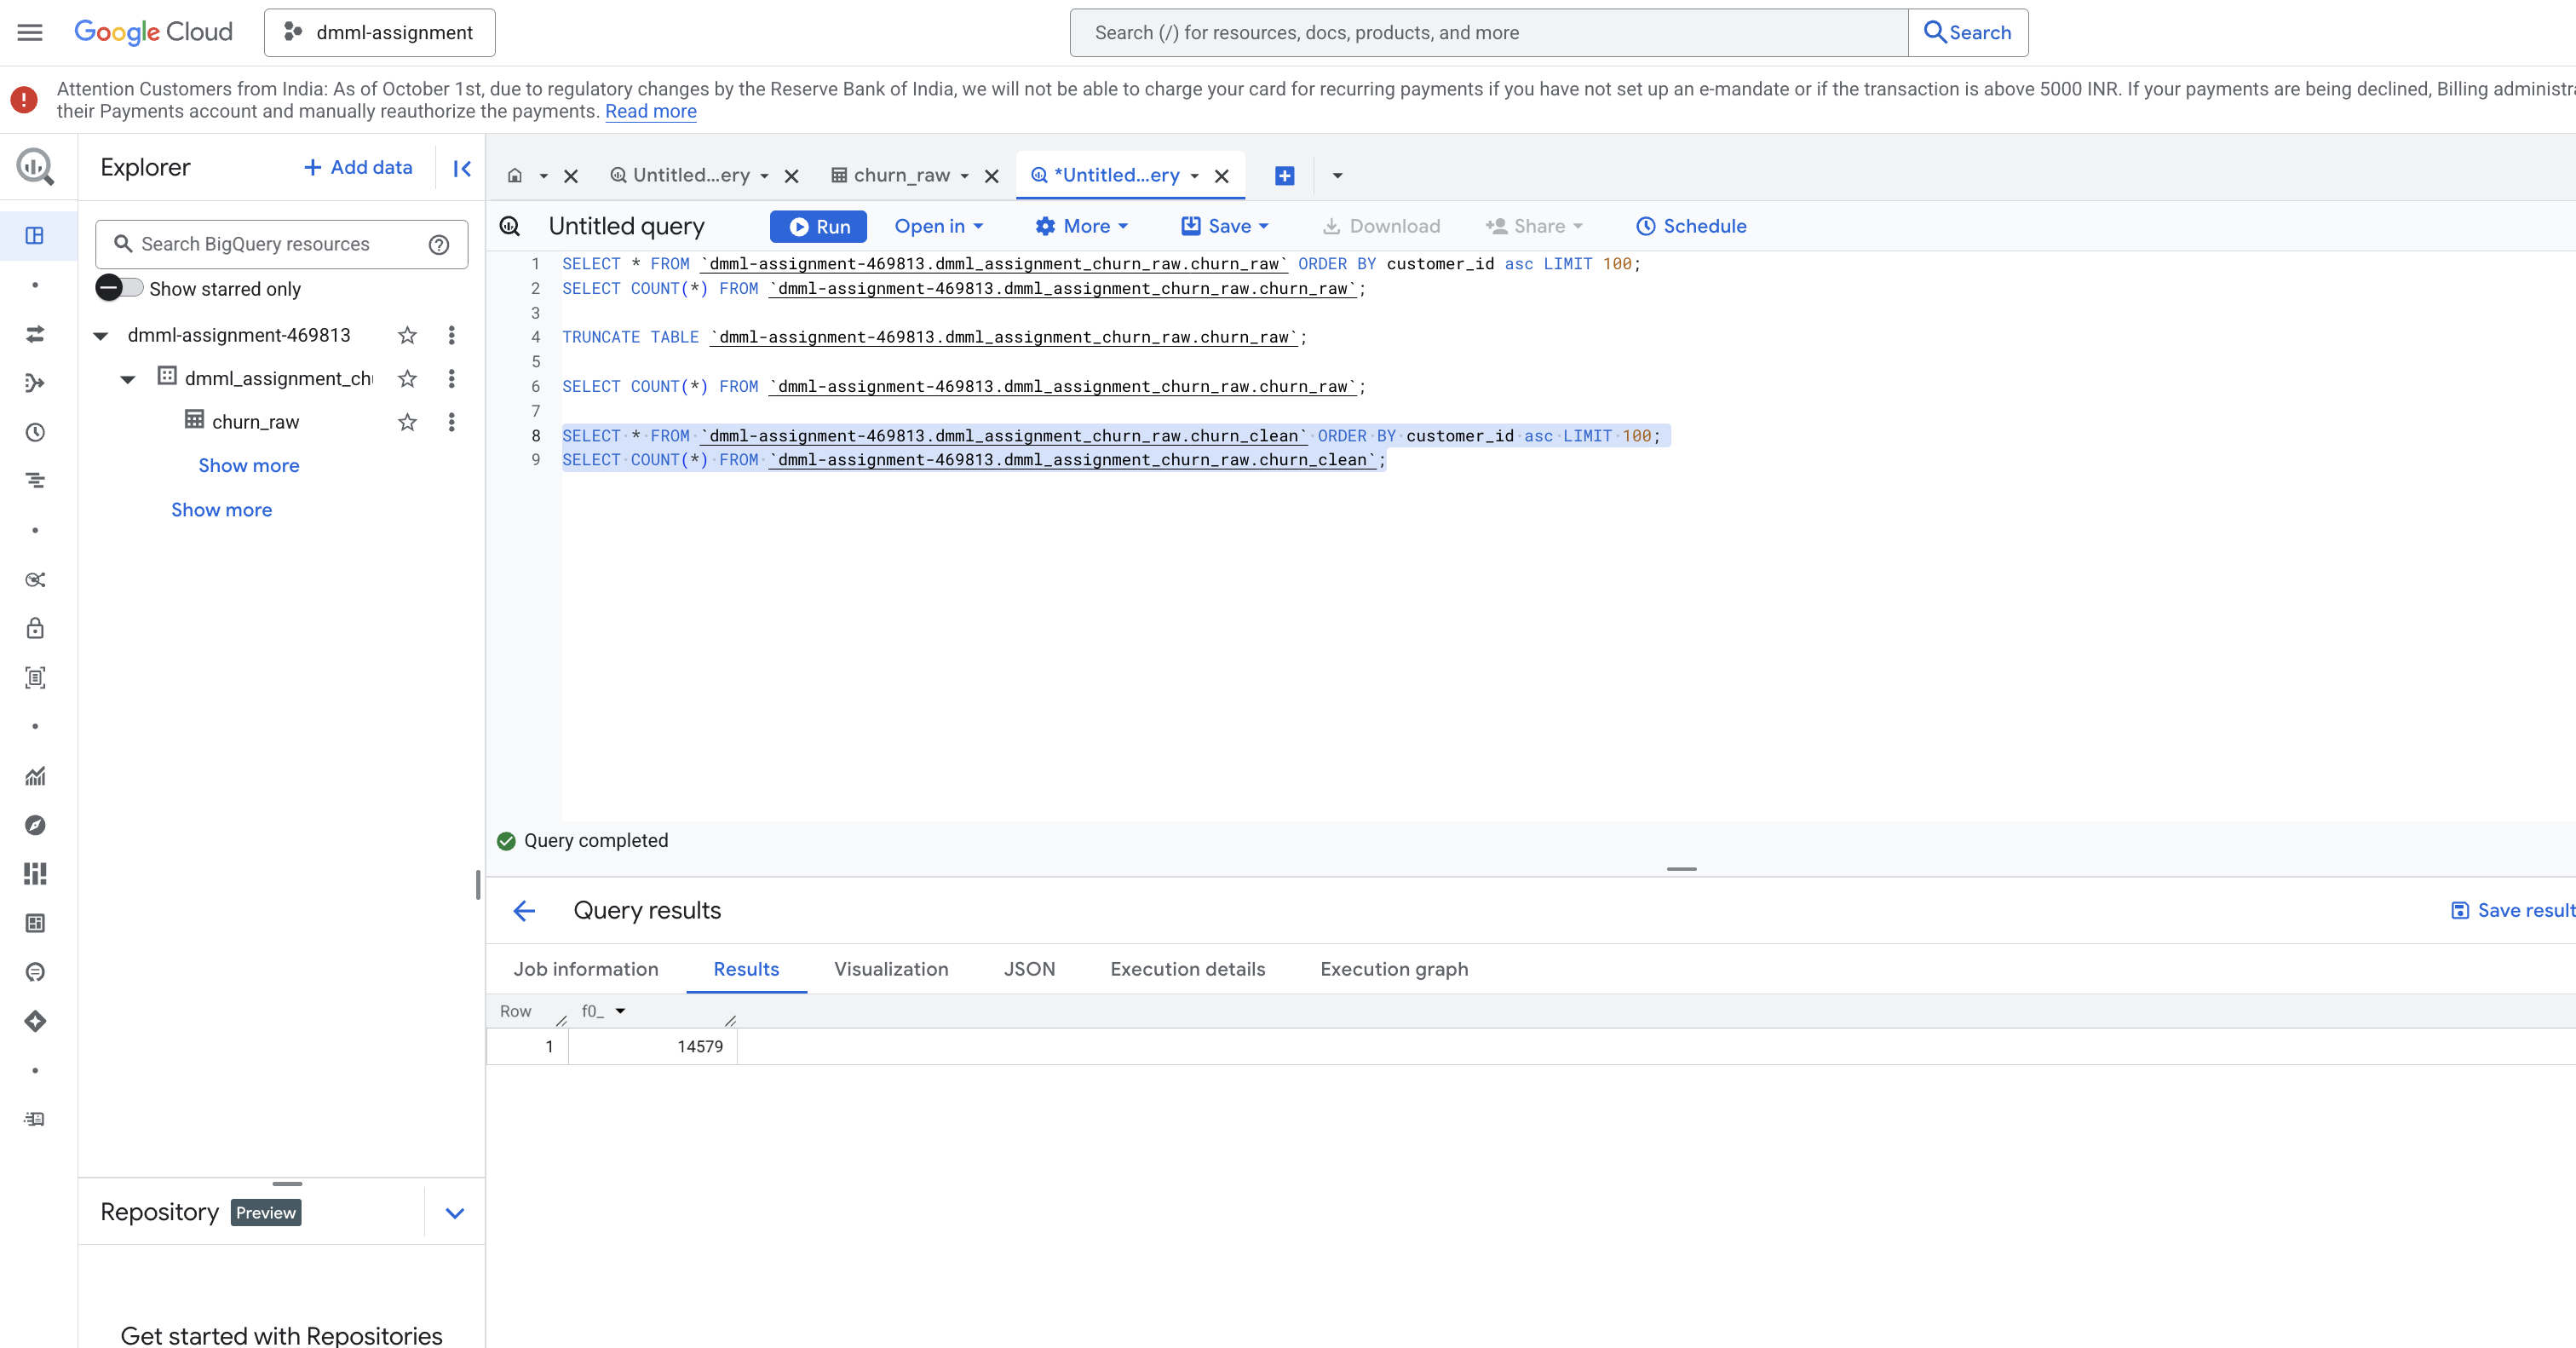 Google Cloud
dmml-assignment
Search (/) for resources, docs, products, and more
Search
Attention Customers from India: As of October 1st, due to regulatory changes by the Reserve Bank of India, we will not be able to charge your card for recurring payments if you have not set up an e-mandate or if the transaction is above 5000 INR. If your payments are being declined, Billing administra
their Payments account and manually reauthorize the payments. Read more
Explorer
+ Add data
Search BigQuery resources
Show starred only
dmml-assignment-469813
dmml_assignment_chu
churn_raw
Show more
Show more
Untitled...ery
churn_raw
*Untitled...ery
Untitled query
Run
Open in
More
Save
Download
Share
Schedule
1 SELECT * FROM `dmml-assignment-469813.dmml_assignment_churn_raw.churn_raw` ORDER BY customer_id asc LIMIT 100;
2 SELECT COUNT(*) FROM `dmml-assignment-469813.dmml_assignment_churn_raw.churn_raw`;
3
4 TRUNCATE TABLE `dmml-assignment-469813.dmml_assignment_churn_raw.churn_raw`;
5
6 SELECT COUNT(*) FROM `dmml-assignment-469813.dmml_assignment_churn_raw.churn_raw`;
7
8 SELECT * FROM `dmml-assignment-469813.dmml_assignment_churn_raw.churn_clean` ORDER BY customer_id asc LIMIT 100;
9 SELECT COUNT(*) FROM `dmml-assignment-469813.dmml_assignment_churn_raw.churn_clean`;
Query completed
Query results
Save result
Job information
Results
Visualization
JSON
Execution details
Execution graph
Row f0_
1 14579
Repository Preview
Get started with Repositories